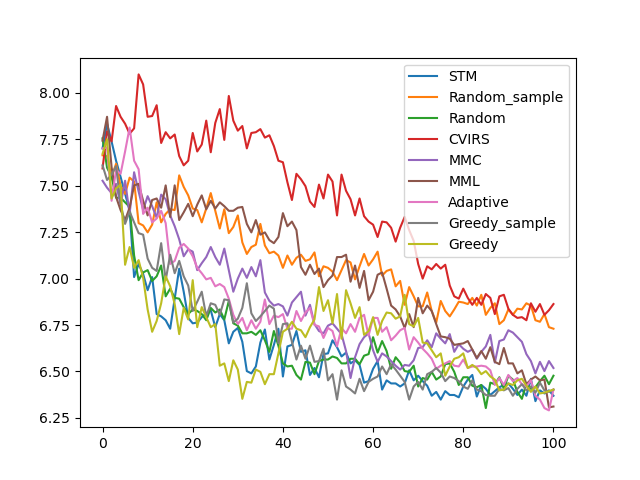 8.00
7.75
7.50
7.25
7.00
6.75
6.50
6.25
0
20
40
60
80
100
STM
Random_sample
Random
CVIRS
MMC
MML
Adaptive
Greedy_sample
Greedy